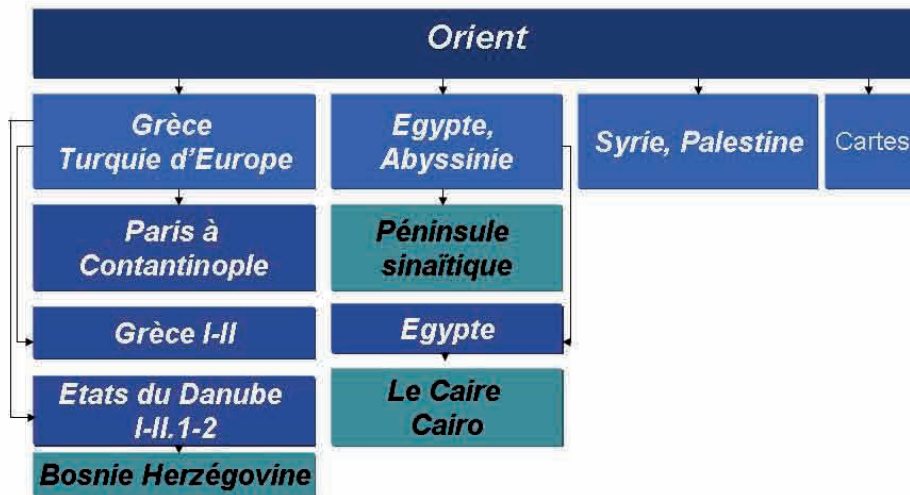 Orient
Grèce
Turquie d'Europe
Egypte,
Abyssinie
Syrie, Palestine
Cartes
Paris à
Contantinople
Péninsule
sinaïtique
Grèce I-II
Egypte
Etats du Danube
I-II.1-2
Le Caire
Cairo
Bosnie Herzégovine